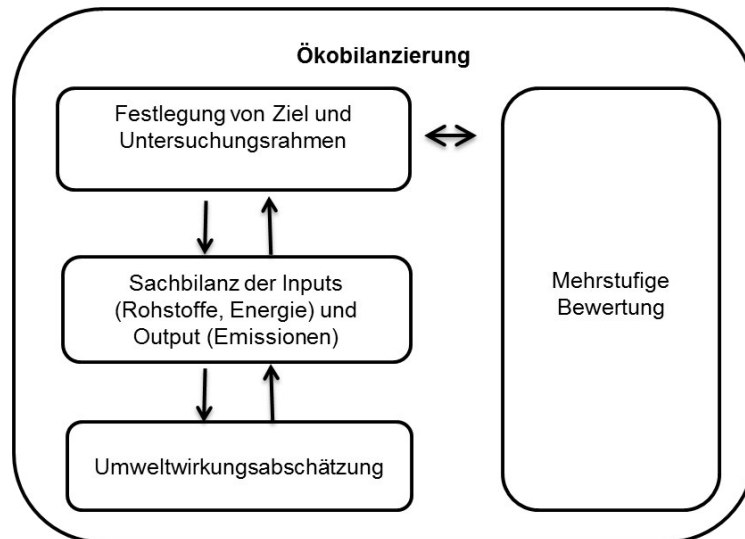 Ökobilanzierung
Festlegung von Ziel und
Untersuchungsrahmen
Sachbilanz der Inputs
(Rohstoffe, Energie) und
Output (Emissionen)
Umweltwirkungsabschätzung
Mehrstufige
Bewertung